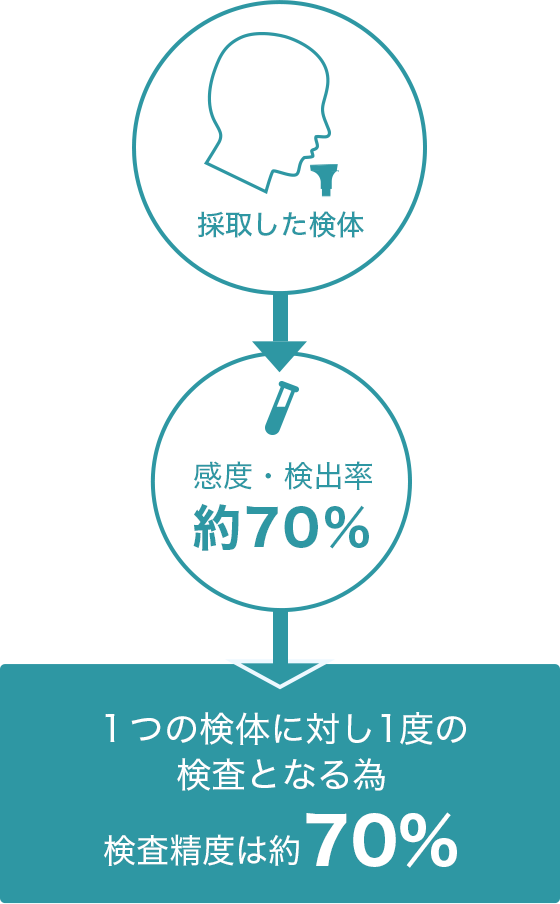 採取した検体
感度・検出率
約70%
1つの検体に対し1度の
検査となる為
検査精度は約70%